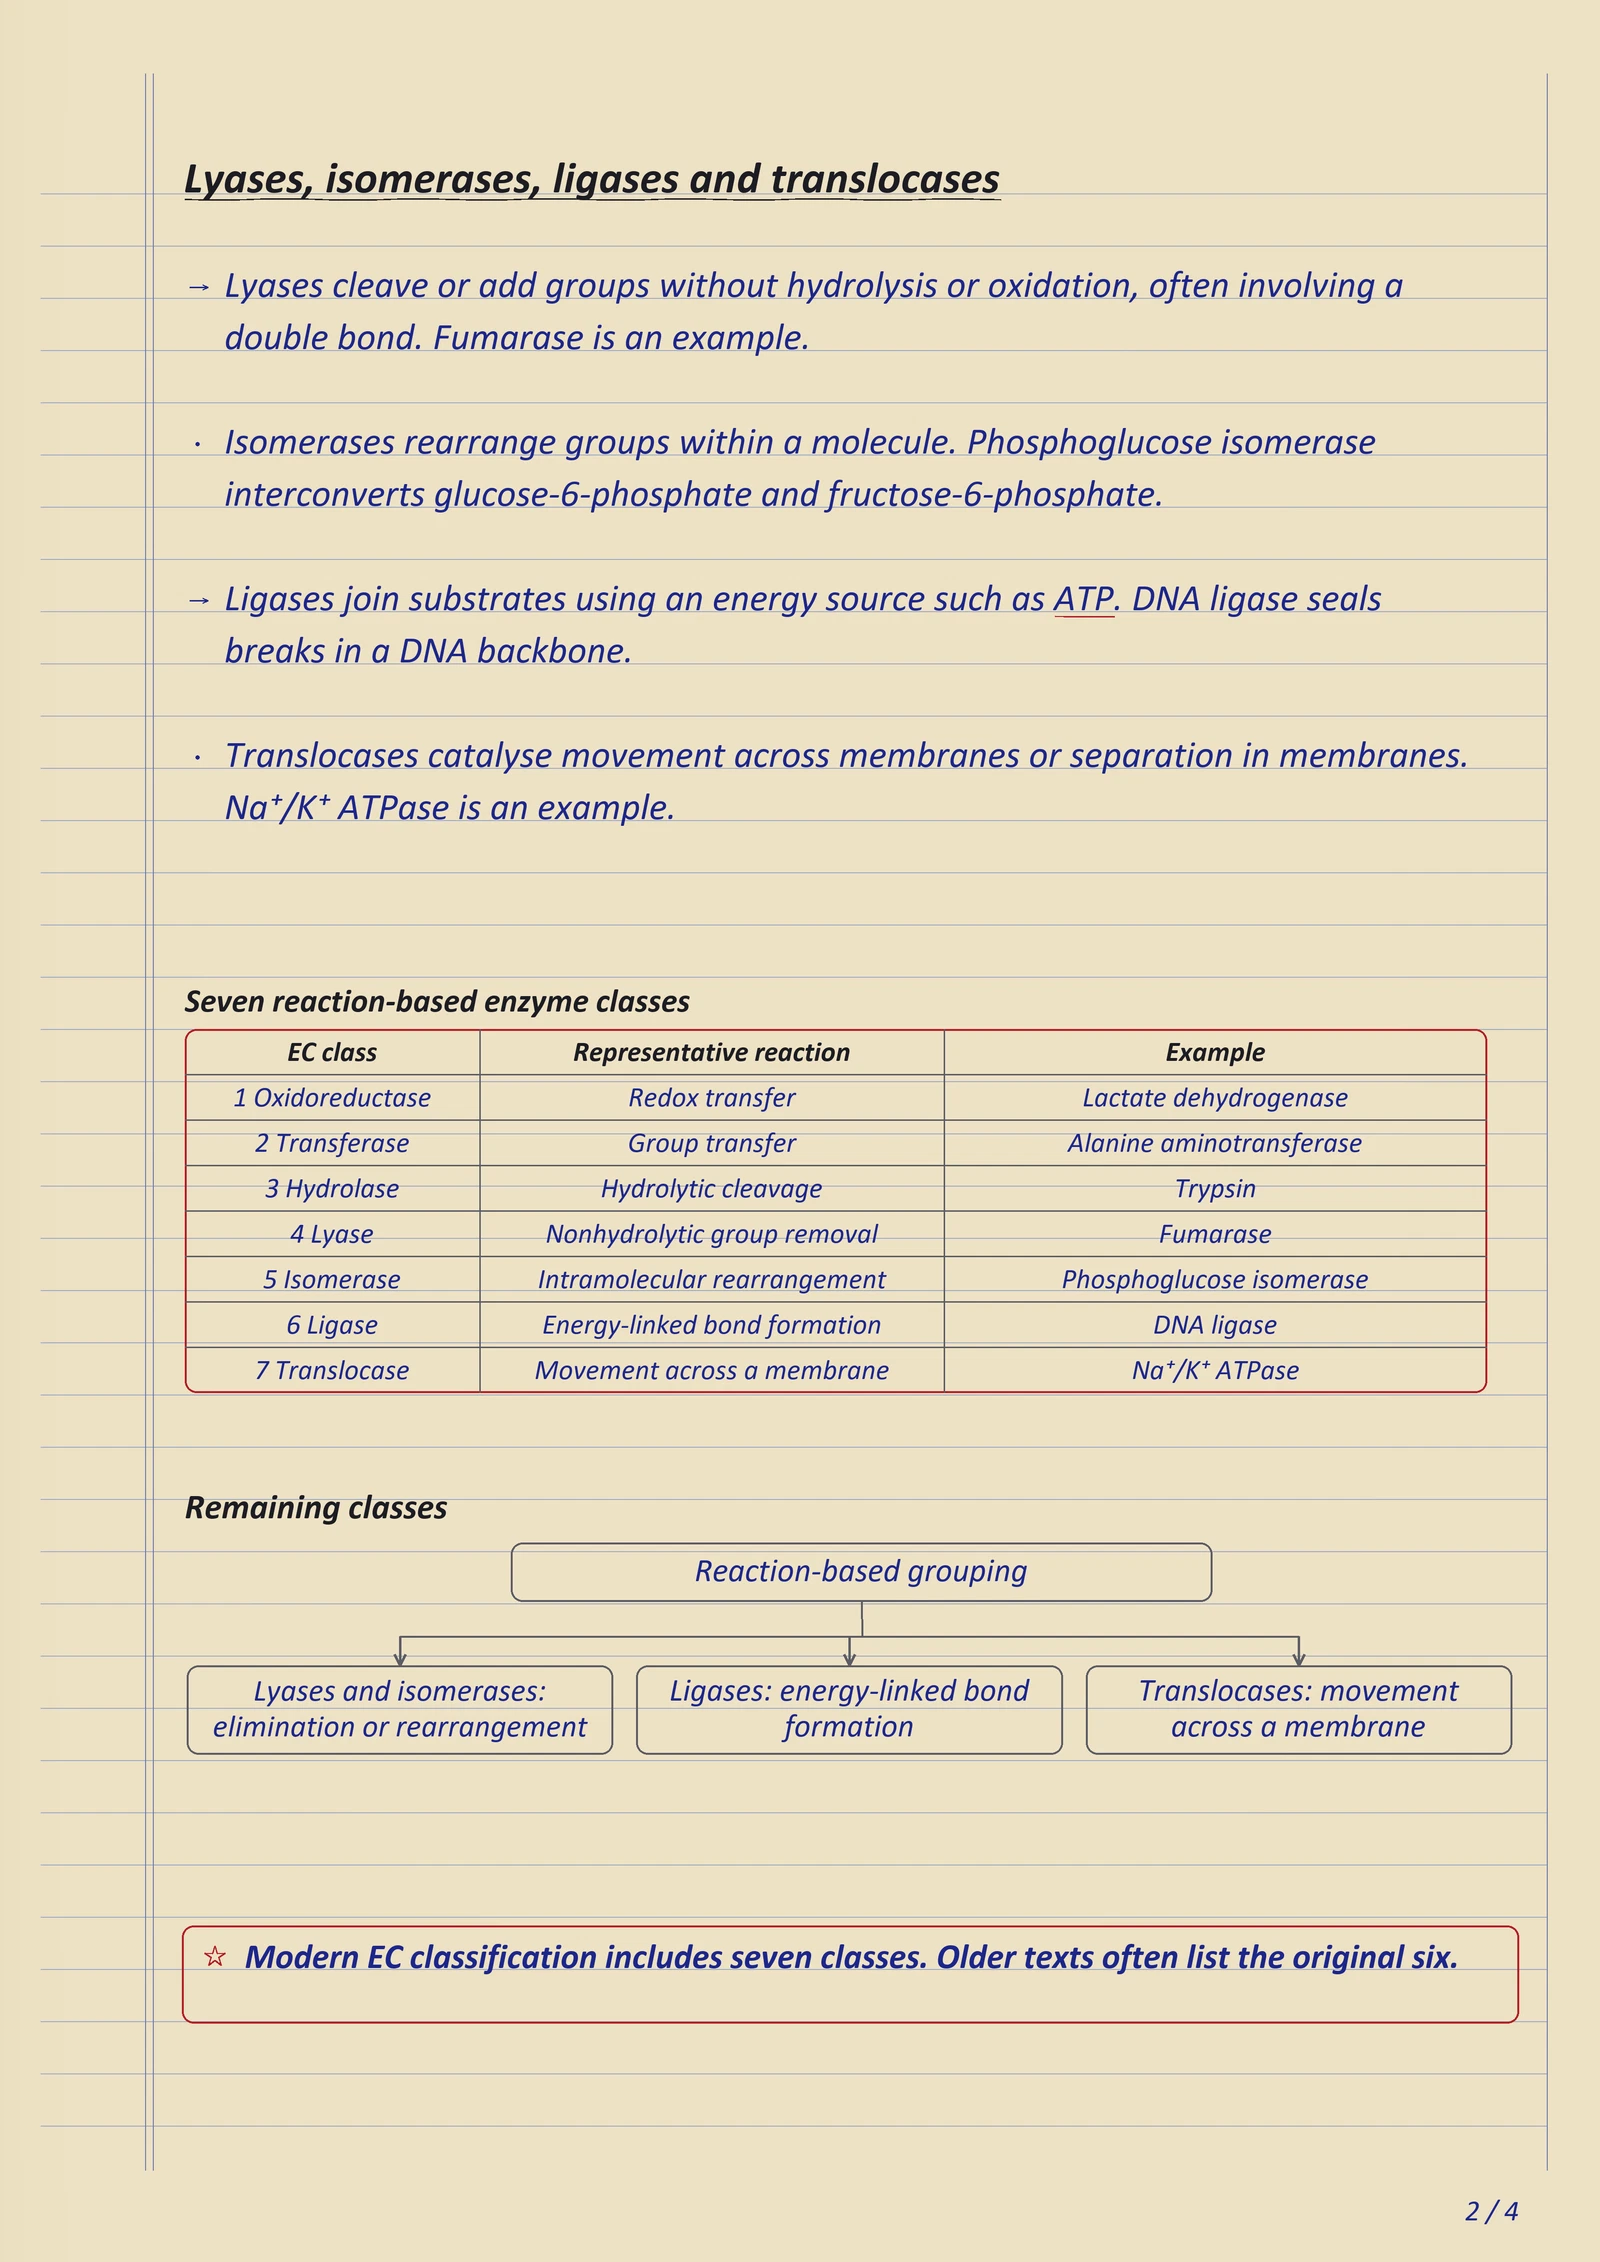 Lyases, isomerases, ligases and translocases
→ Lyases cleave or add groups without hydrolysis or oxidation, often involving a
double bond. Fumarase is an example.
· Isomerases rearrange groups within a molecule. Phosphoglucose isomerase
interconverts glucose-6-phosphate and fructose-6-phosphate.
→ Ligases join substrates using an energy source such as ATP. DNA ligase seals
breaks in a DNA backbone.
· Translocases catalyse movement across membranes or separation in membranes.
Na⁺/K⁺ ATPase is an example.
Seven reaction-based enzyme classes
EC class Representative reaction Example
1 Oxidoreductase Redox transfer Lactate dehydrogenase
2 Transferase Group transfer Alanine aminotransferase
3 Hydrolase Hydrolytic cleavage Trypsin
4 Lyase Nonhydrolytic group removal Fumarase
5 Isomerase Intramolecular rearrangement Phosphoglucose isomerase
6 Ligase Energy-linked bond formation DNA ligase
7 Translocase Movement across a membrane Na⁺/K⁺ ATPase
Remaining classes
Reaction-based grouping
Lyases and isomerases:
elimination or rearrangement
Ligases: energy-linked bond
formation
Translocases: movement
across a membrane
☆ Modern EC classification includes seven classes. Older texts often list the original six.
2 / 4